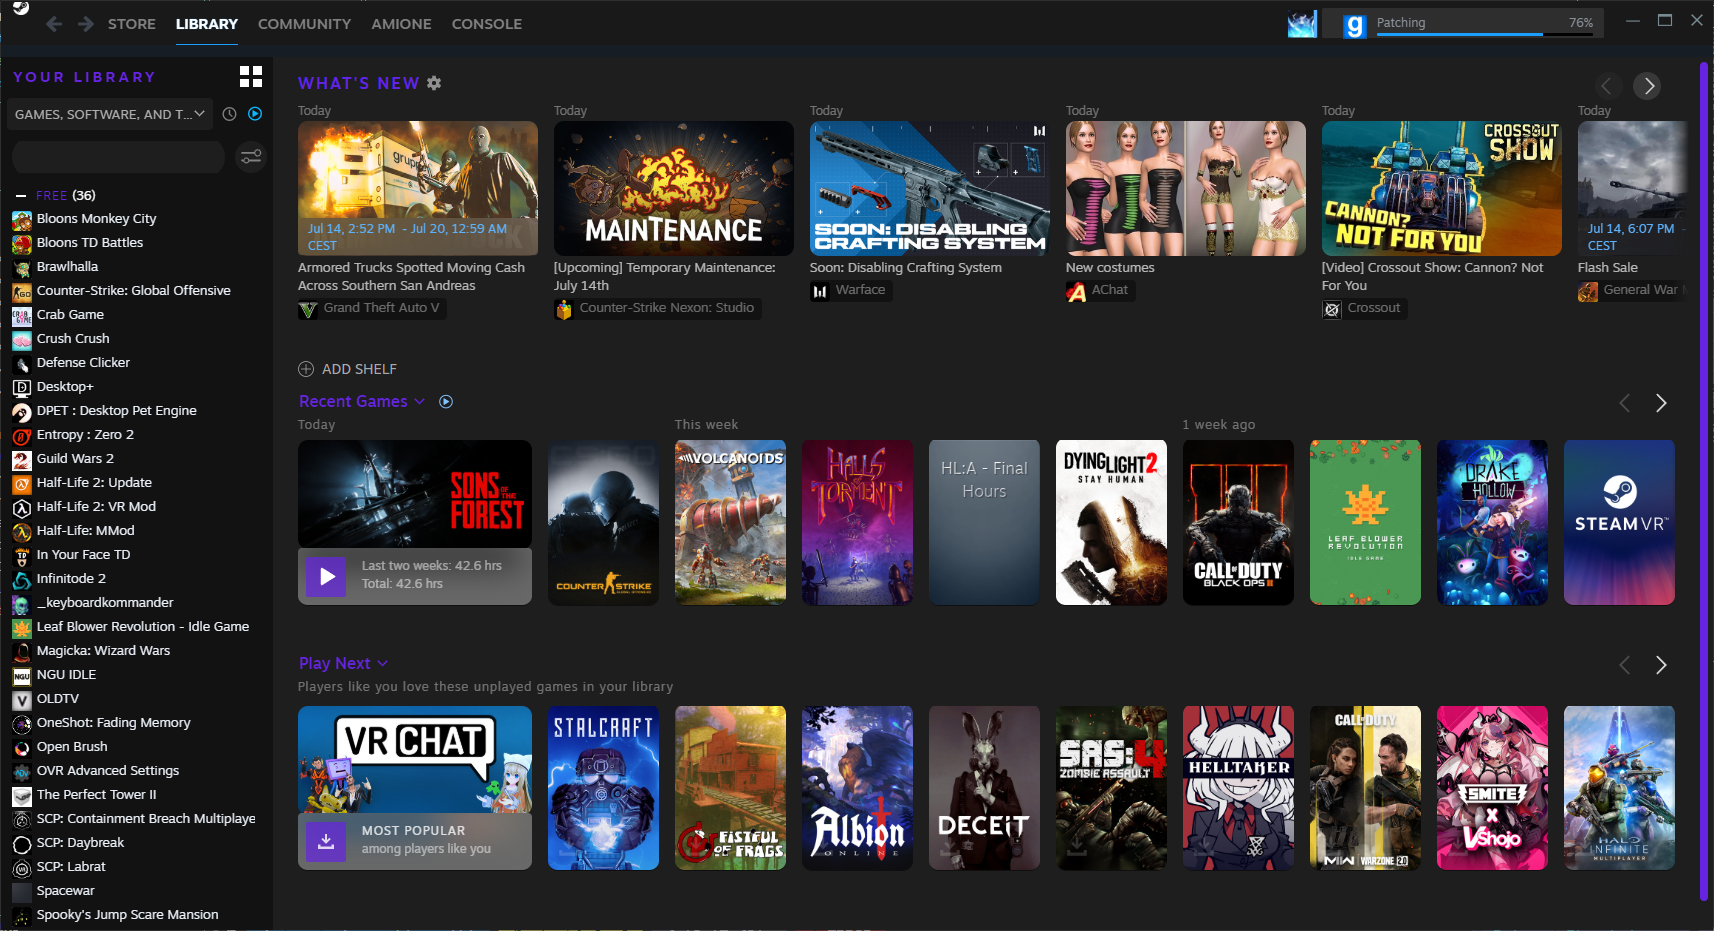 STORE LIBRARY COMMUNITY AMIONE CONSOLE
g Patching 76%
YOUR LIBRARY
GAMES, SOFTWARE, AND T...
FREE (36)
Bloons Monkey City
Bloons TD Battles
Brawlhalla
Counter-Strike: Global Offensive
Crab Game
Crush Crush
Defense Clicker
Desktop+
DPET : Desktop Pet Engine
Entropy : Zero 2
Guild Wars 2
Half-Life 2: Update
Half-Life 2: VR Mod
Half-Life: MMod
In Your Face TD
Infinitode 2
_keyboardkommander
Leaf Blower Revolution - Idle Game
Magicka: Wizard Wars
NGU IDLE
OLDTV
OneShot: Fading Memory
Open Brush
OVR Advanced Settings
The Perfect Tower II
SCP: Containment Breach Multiplaye
SCP: Daybreak
SCP: Labrat
Spacewar
Spooky's Jump Scare Mansion
WHAT'S NEW
Today
gruppe
Jul 14, 2:52 PM - Jul 20, 12:59 AM
CEST
Armored Trucks Spotted Moving Cash
Across Southern San Andreas
Grand Theft Auto V
Today
MAINTENANCE
[Upcoming] Temporary Maintenance:
July 14th
Counter-Strike Nexon: Studio
Today
SOON: DISABLING
CRAFTING SYSTEM
Soon: Disabling Crafting System
Warface
Today
New costumes
AChat
Today
CROSSOUT
SHOW
CANNON?
NOT FOR YOU
[Video] Crossout Show: Cannon? Not
For You
Crossout
Today
Jul 14, 6:07 PM -
CEST
Flash Sale
General War
ADD SHELF
Recent Games
Today
This week
1 week ago
SONS OF THE
FOREST
Last two weeks: 42.6 hrs
Total: 42.6 hrs
COUNTER STRIKE
VOLCANOIDS
HALLS
OF
TORMENT
HL:A - Final
Hours
DYING LIGHT 2
STAY HUMAN
CALL OF DUTY
BLACK OPS III
LEAF BLOWER
REVOLUTION
IDLE GAME
DRAKE
HOLLOW
STEAM VR
Play Next
Players like you love these unplayed games in your library
VR CHAT
MOST POPULAR
among players like you
STALCRAFT
FISTFUL
OF FRAGS
Albion
ONLINE
DECEIT
SAS:4
ZOMBIE ASSAULT
HELLTAKER
CALL OF DUTY
MW WARZONE 2.0
SMITE
X
VShojo
HALO
INFINITE
MULTIPLAYER